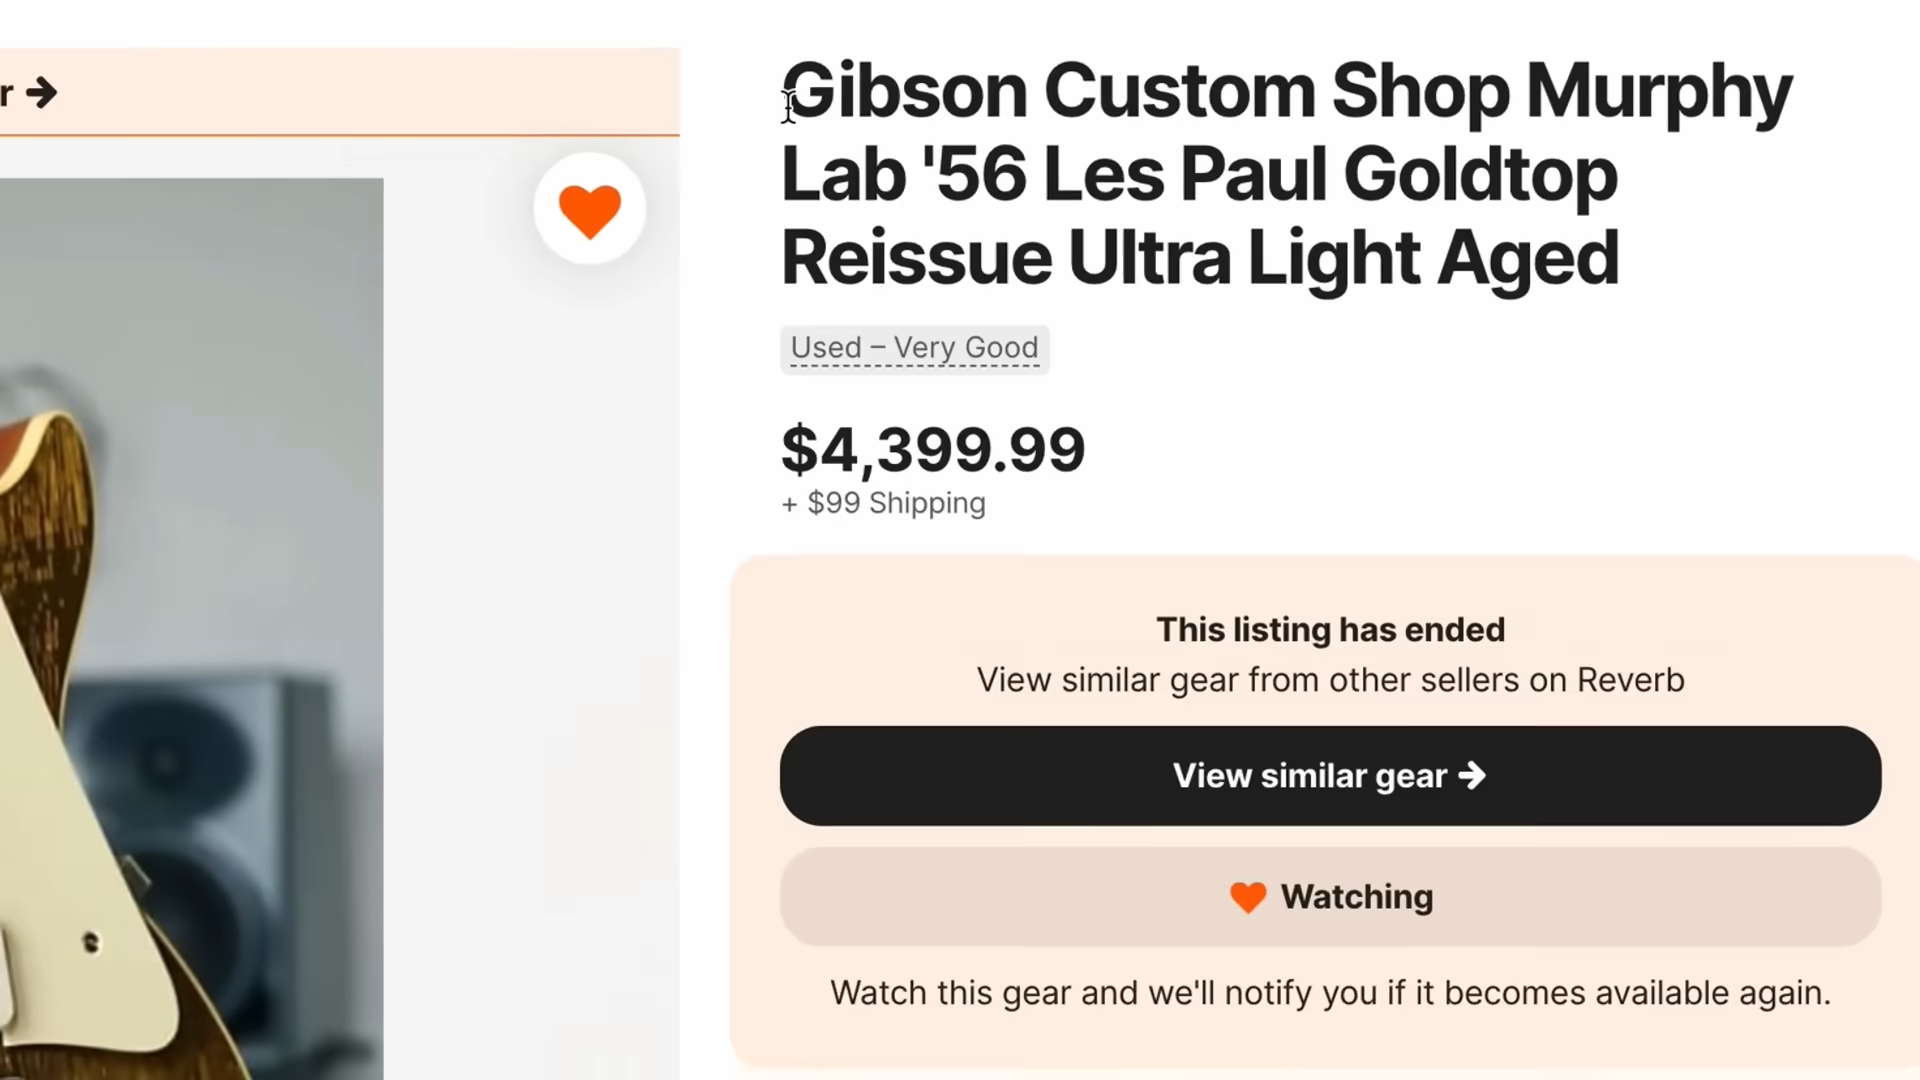 r →
Gibson Custom Shop Murphy
Lab '56 Les Paul Goldtop
Reissue Ultra Light Aged
Used – Very Good
$4,399.99
+ $99 Shipping
This listing has ended
View similar gear from other sellers on Reverb
View similar gear →
Watching
Watch this gear and we'll notify you if it becomes available again.